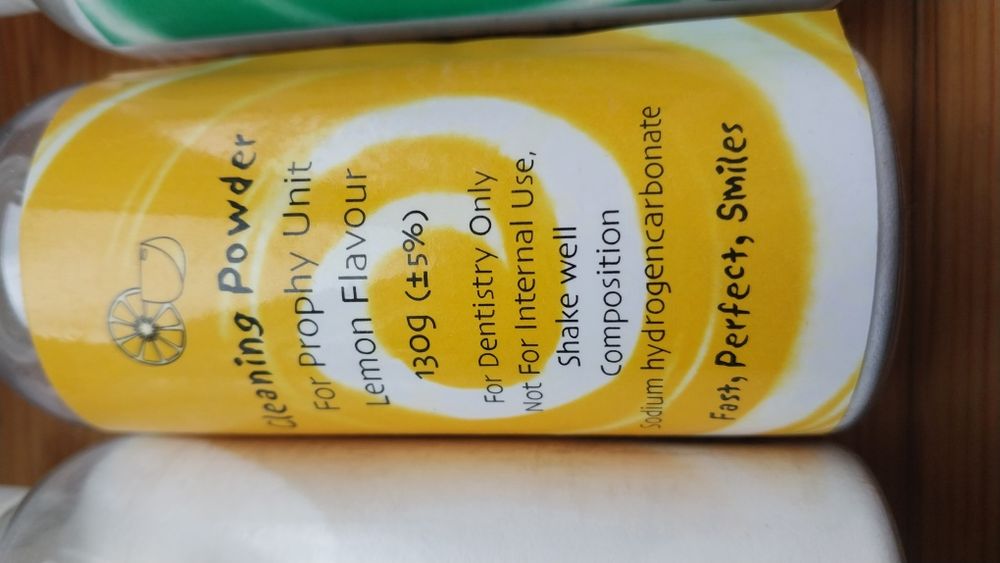 Cleaning Powder
For Prophy Unit
Lemon Flavour
130g (±5%)
For Dentistry Only
Not For Internal Use,
Shake well
Composition
Sodium hydrogencarbonate
Fast, Perfect, Smiles